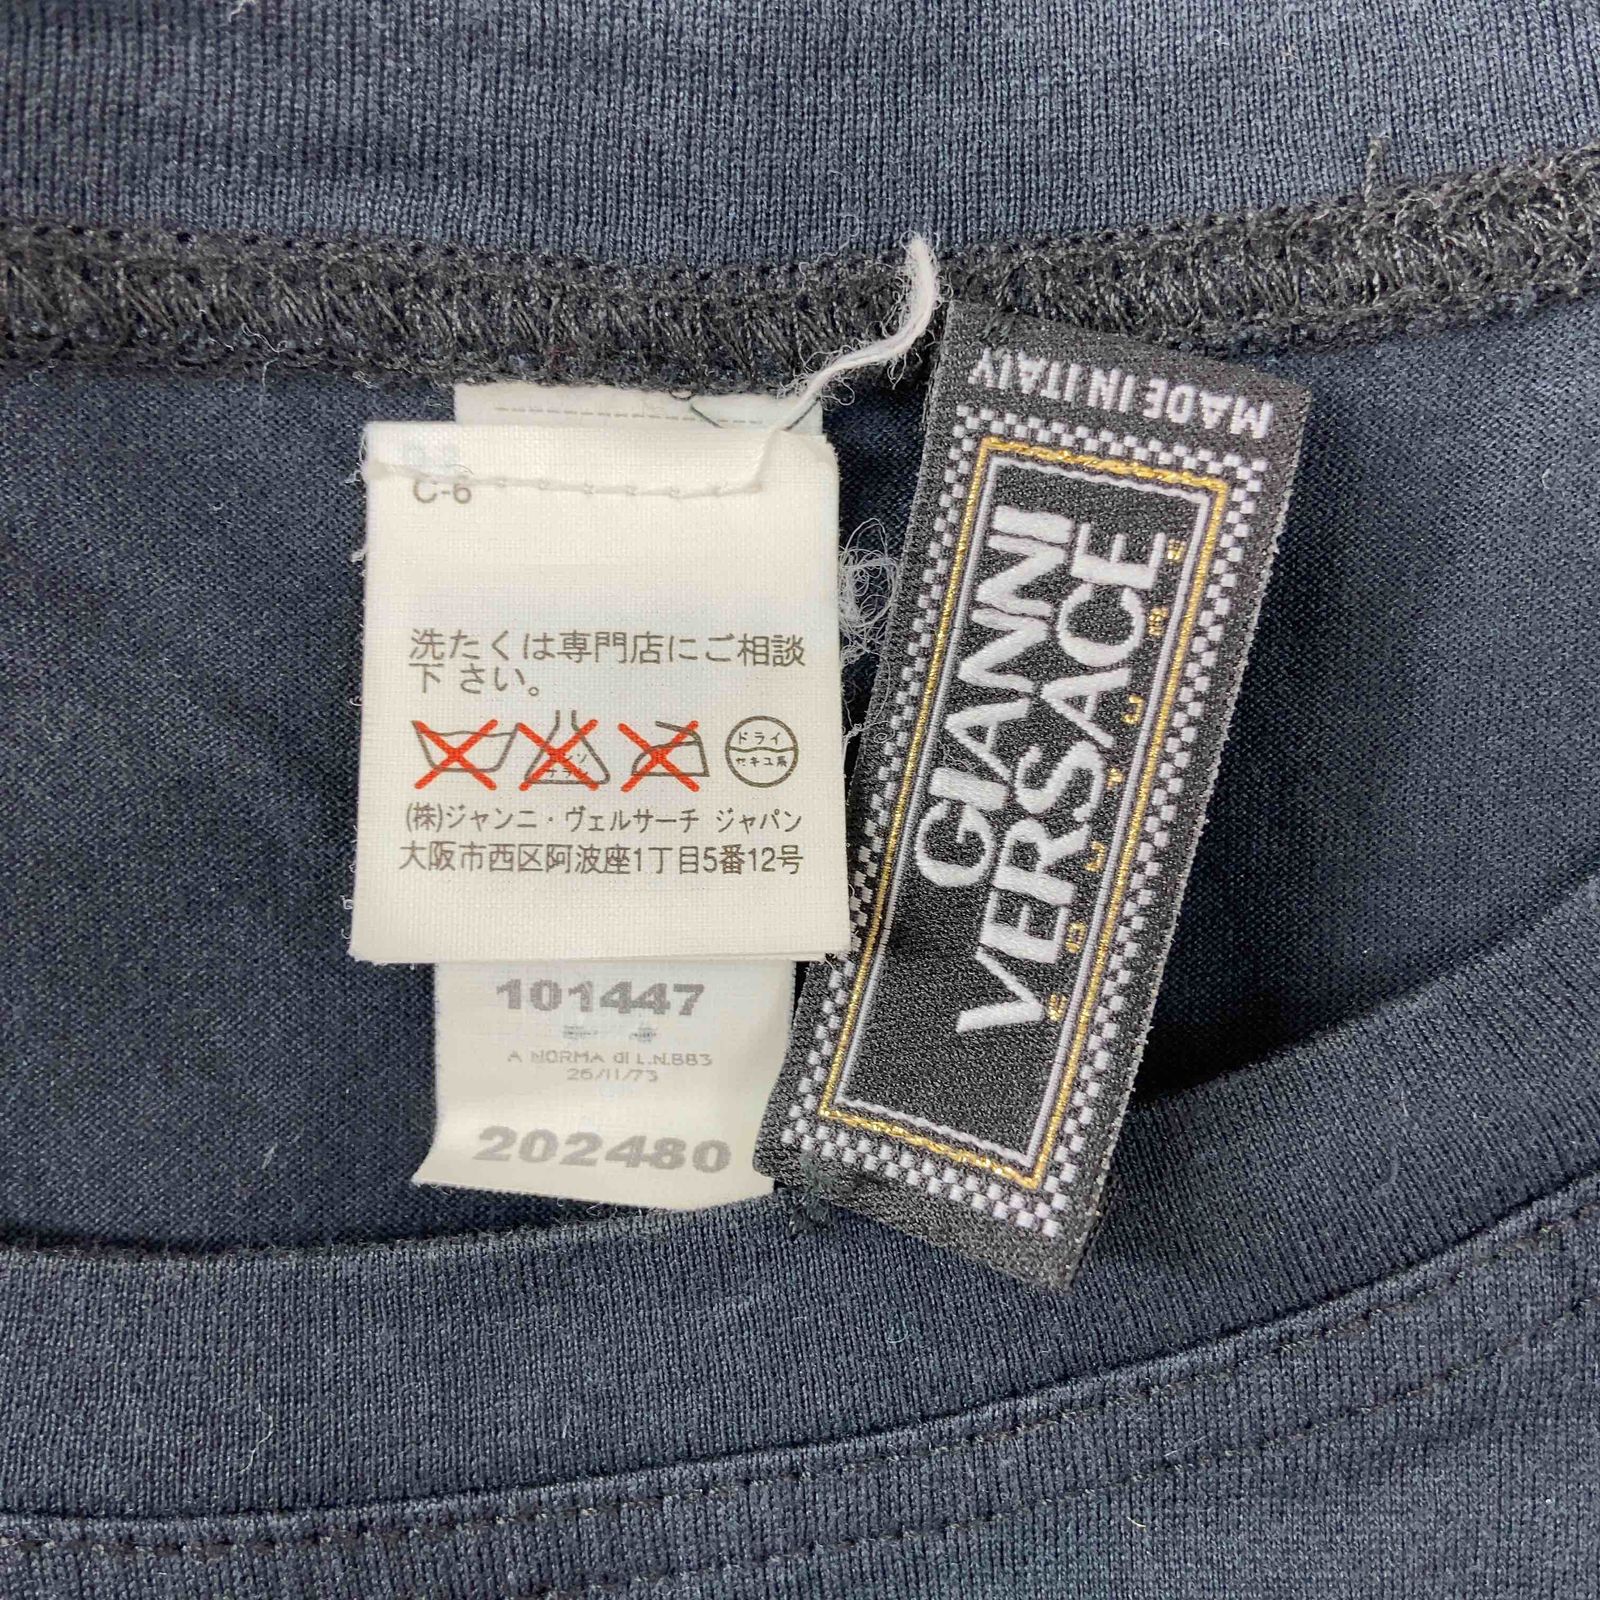 C-6
洗たくは専門店にご相談
下さい。
ドライ
セキユ系
(株)ジャンニ・ヴェルサーチ ジャパン
大阪市西区阿波座1丁目5番12号
101447
A NORMA di L.N.883
26/11/73
202480
MADE IN ITALY
GIANNI
VERSACE